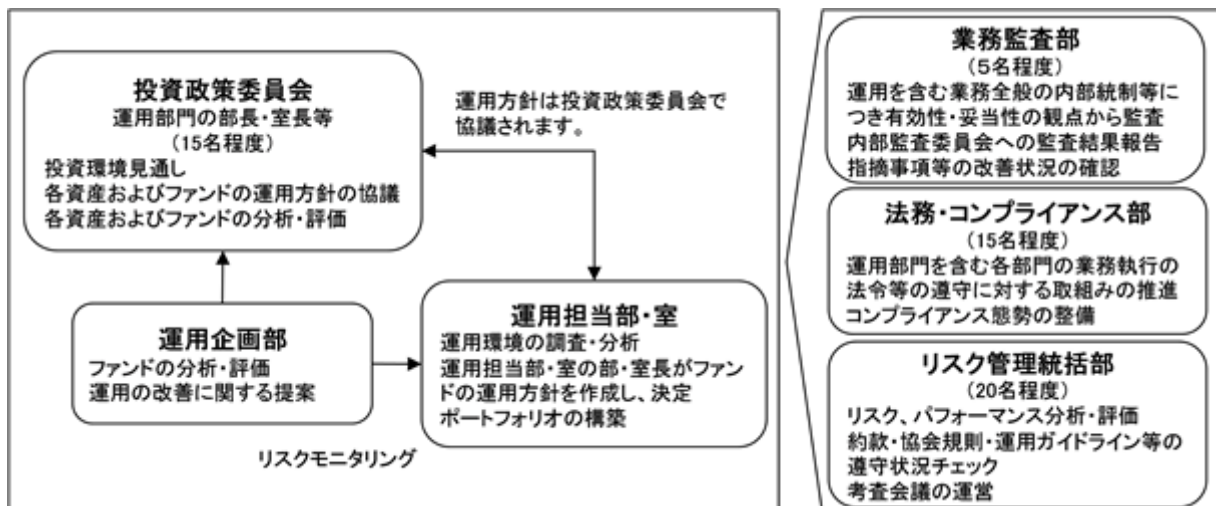 投資政策委員会
運用部門の部長・室長等
(15名程度)
投資環境見通し
各資産およびファンドの運用方針の協議
各資産およびファンドの分析・評価
運用方針は投資政策委員会で
協議されます。
運用企画部
ファンドの分析・評価
運用の改善に関する提案
運用担当部・室
運用環境の調査・分析
運用担当部・室の部・室長がファン
ドの運用方針を作成し、決定
ポートフォリオの構築
リスクモニタリング
業務監査部
(5名程度)
運用を含む業務全般の内部統制等に
つき有効性・妥当性の観点から監査
内部監査委員会への監査結果報告
指摘事項等の改善状況の確認
法務・コンプライアンス部
(15名程度)
運用部門を含む各部門の業務執行の
法令等の遵守に対する取組みの推進
コンプライアンス態勢の整備
リスク管理統括部
(20名程度)
リスク、パフォーマンス分析・評価
約款・協会規則・運用ガイドライン等の
遵守状況チェック
考査会議の運営